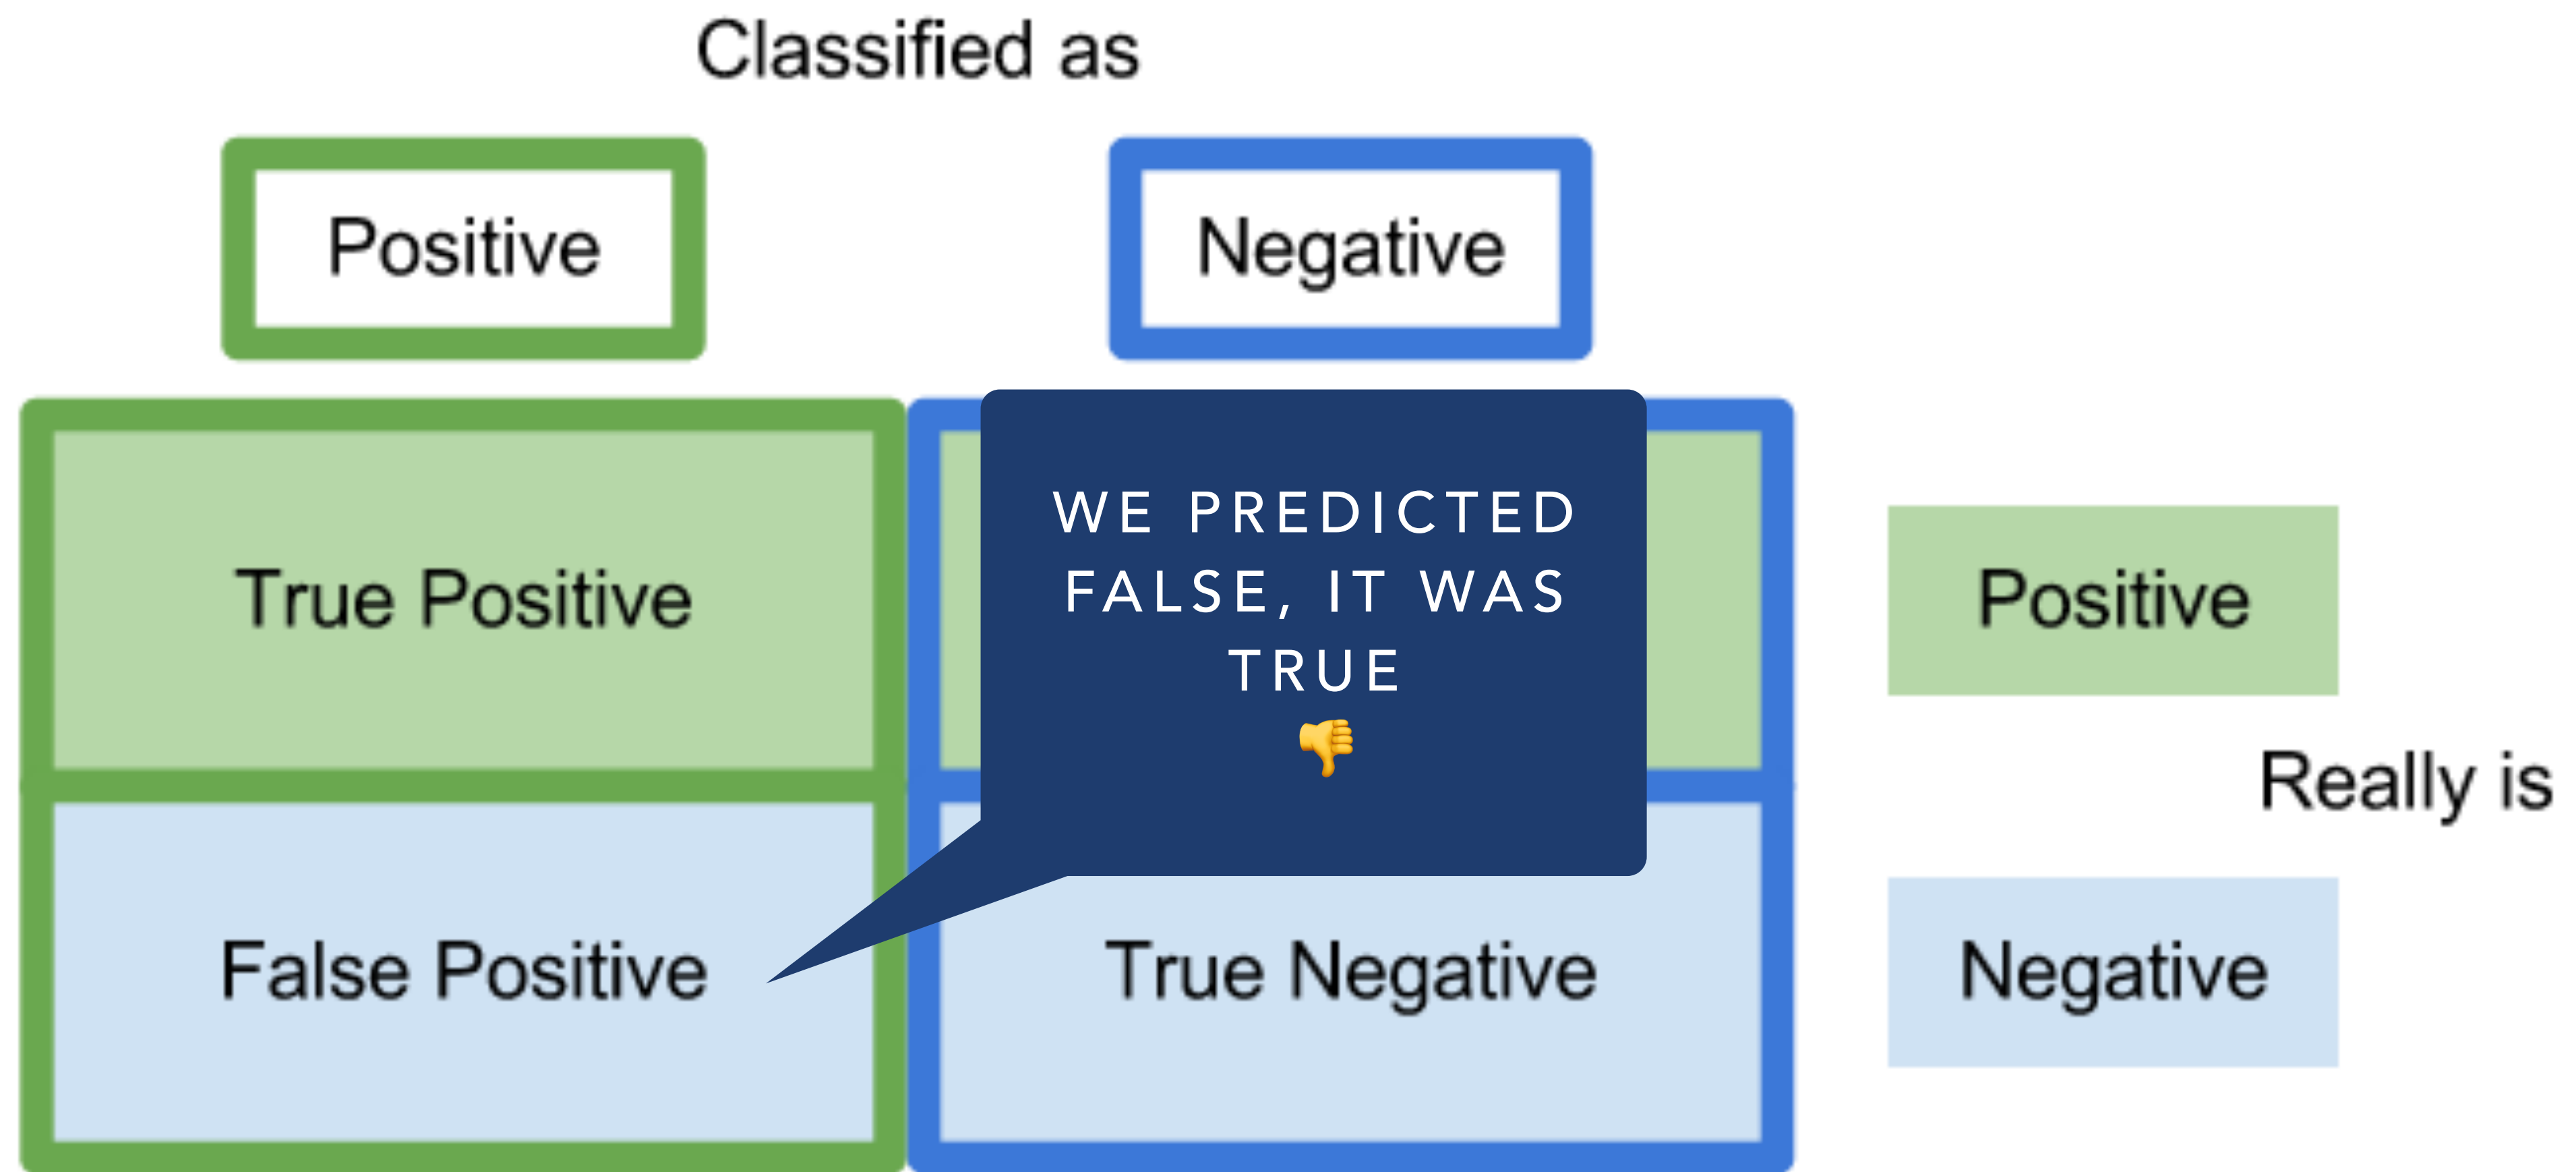 Classified as
Positive
Negative
WE PREDICTED
FALSE, IT WAS
TRUE
👎
True Positive
Positive
Really is
False Positive
True Negative
Negative